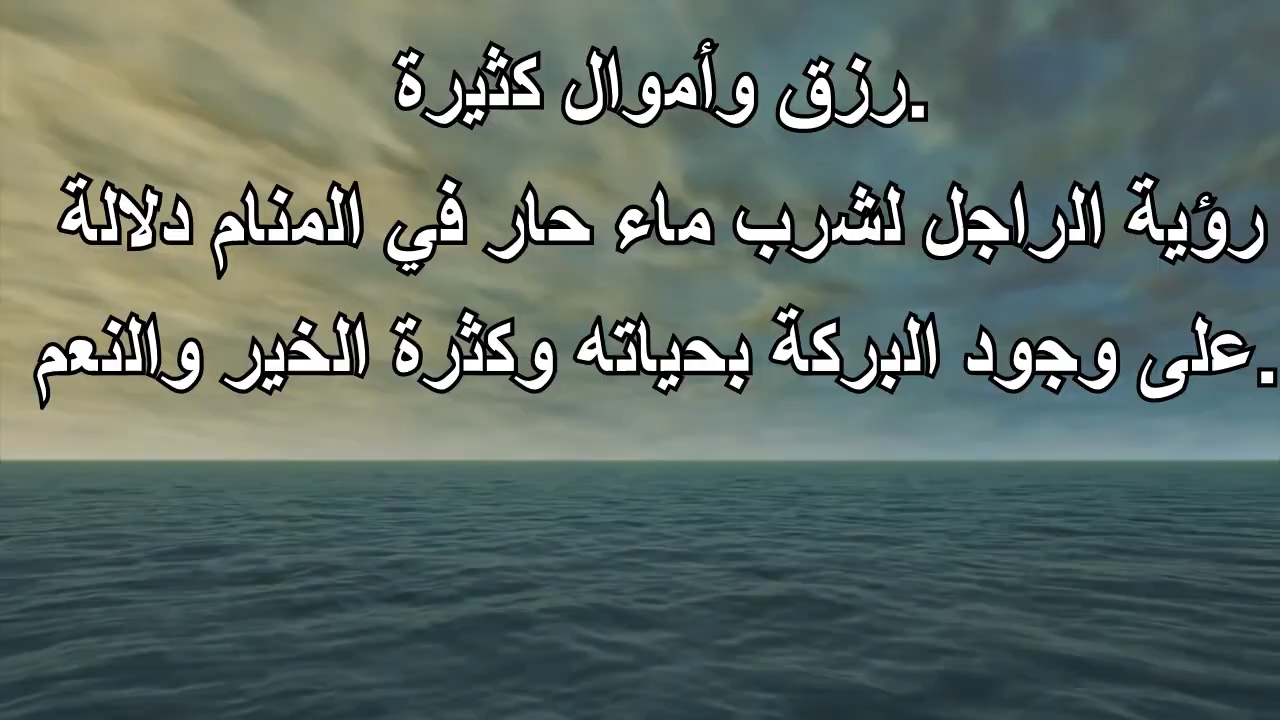 رزق وأموال كثيرة.
رؤية الراجل لشرب ماء حار في المنام دلالة
على وجود البركة بحياته وكثرة الخير والنعم.